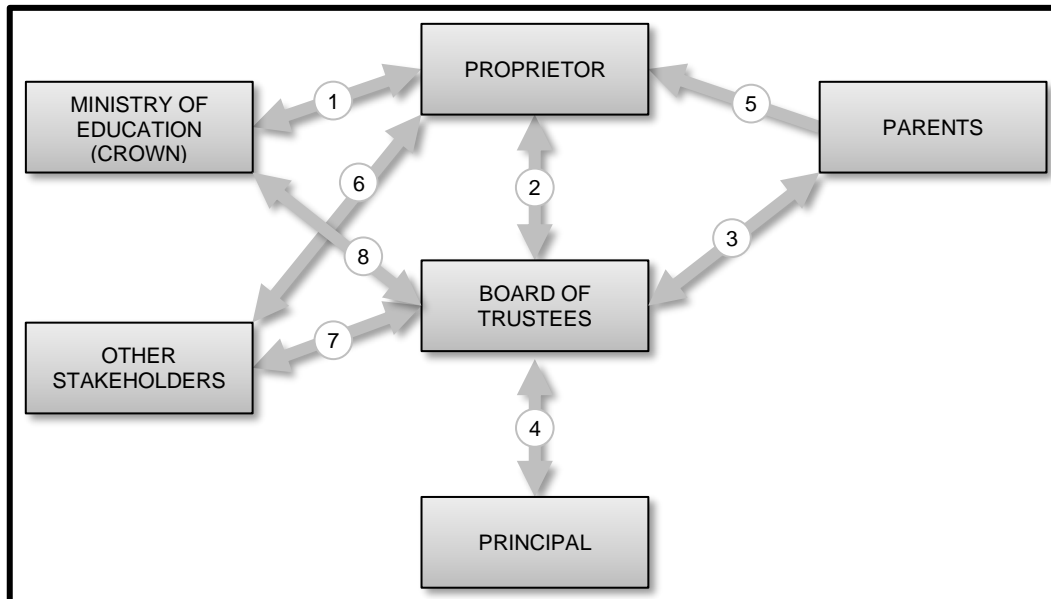 PROPRIETOR
MINISTRY OF
EDUCATION
(CROWN)
1
5
PARENTS
6
2
3
8
BOARD OF
TRUSTEES
7
OTHER
STAKEHOLDERS
4
PRINCIPAL